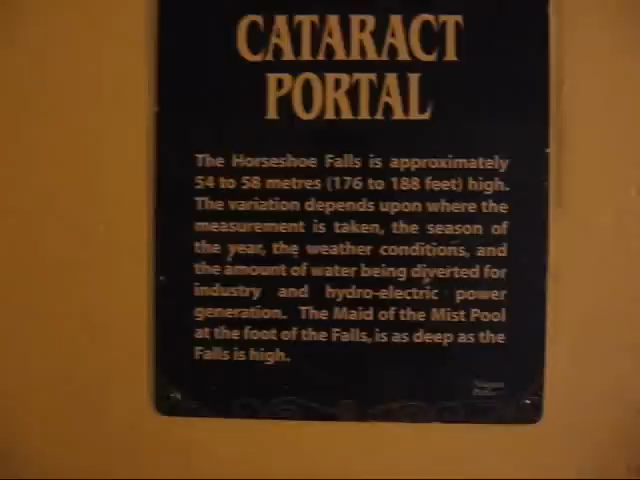 CATARACT
PORTAL
The Horseshoe Falls is approximately
54 to 58 metres (176 to 188 feet) high.
The variation depends upon where the
measurement is taken, the season of
the year, the weather conditions, and
the amount of water being diverted for
industry and hydro-electric power
generation. The Maid of the Mist Pool
at the foot of the Falls, is as deep as the
Falls is high.